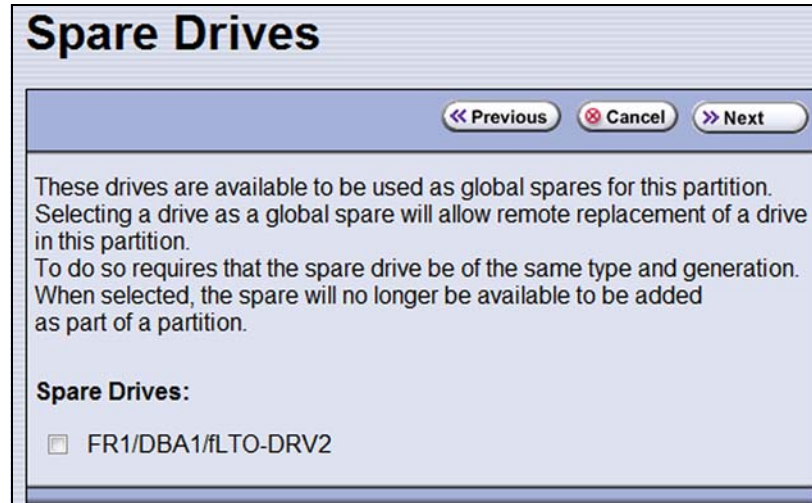 Spare Drives
Previous
Cancel
Next
These drives are available to be used as global spares for this partition.
Selecting a drive as a global spare will allow remote replacement of a drive
in this partition.
To do so requires that the spare drive be of the same type and generation.
When selected, the spare will no longer be available to be added
as part of a partition.
Spare Drives:
FR1/DBA1/fLTO-DRV2